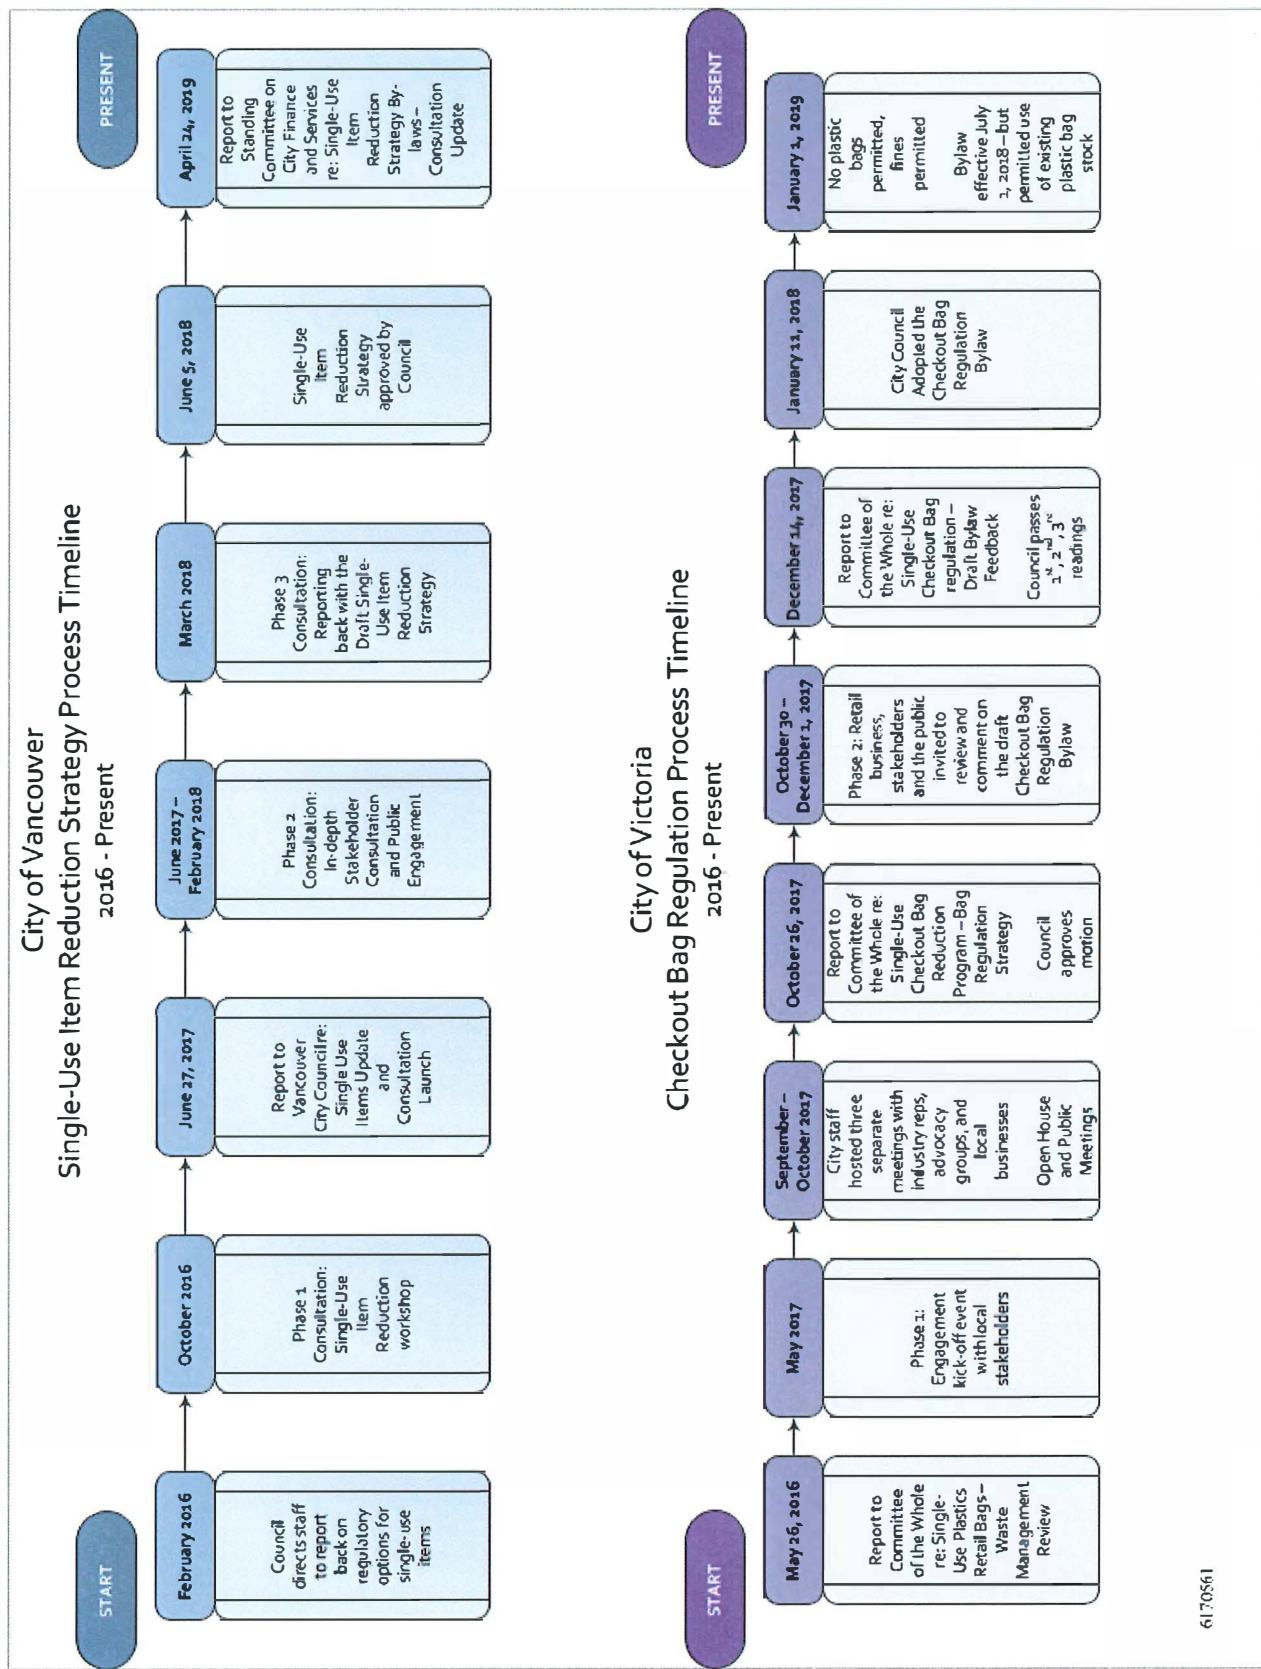 City of Vancouver
Single-Use Item Reduction Strategy Process Timeline
2016 - Present
START
PRESENT
February 2016
Council
directs staff
to report
back on
regulatory
options for
single-use
items
October 2016
Phase 1
Consultation:
Single-Use
Item
Reduction
workshop
June 27, 2017
Report to
Vancouver
City Council re:
Single Use
Items Update
and
Consultation
Launch
June 2017 –
February 2018
Phase 2
Consultation:
In-depth
Stakeholder
Consultation
and Public
Engagement
March 2018
Phase 3
Consultation:
Reporting
back with the
Draft Single-
Use Item
Reduction
Strategy
June 5, 2018
Single-Use
Item
Reduction
Strategy
approved by
Council
April 24, 2019
Report to
Standing
Committee on
City Finance
and Services
re: Single-Use
Item
Reduction
Strategy By-
laws –
Consultation
Update
City of Victoria
Checkout Bag Regulation Process Timeline
2016 - Present
START
PRESENT
May 26, 2016
Report to
Committee
of the Whole
re: Single-
Use Plastics
Retail Bags –
Waste
Management
Review
May 2017
Phase 1:
Engagement
kick-off event
with local
stakeholders
September –
October 2017
City staff
hosted three
separate
meetings with
industry reps,
advocacy
groups, and
local
businesses
Open House
and Public
Meetings
October 26, 2017
Report to
Committee of
the Whole re:
Single-Use
Checkout Bag
Reduction
Program – Bag
Regulation
Strategy
Council
approves
motion
October 30 –
December 1, 2017
Phase 2: Retail
business,
stakeholders
and the public
invited to
review and
comment on
the draft
Checkout Bag
Regulation
Bylaw
December 14, 2017
Report to
Committee of
the Whole re:
Single-Use
Checkout Bag
regulation –
Draft Bylaw
Feedback
Council passes
1st, 2nd, 3rd
readings
January 11, 2018
City Council
Adopted the
Checkout Bag
Regulation
Bylaw
January 1, 2019
No plastic
bags
permitted,
fines
permitted
Bylaw
effective July
1, 2018 – but
permitted use
of existing
plastic bag
stock
6170561